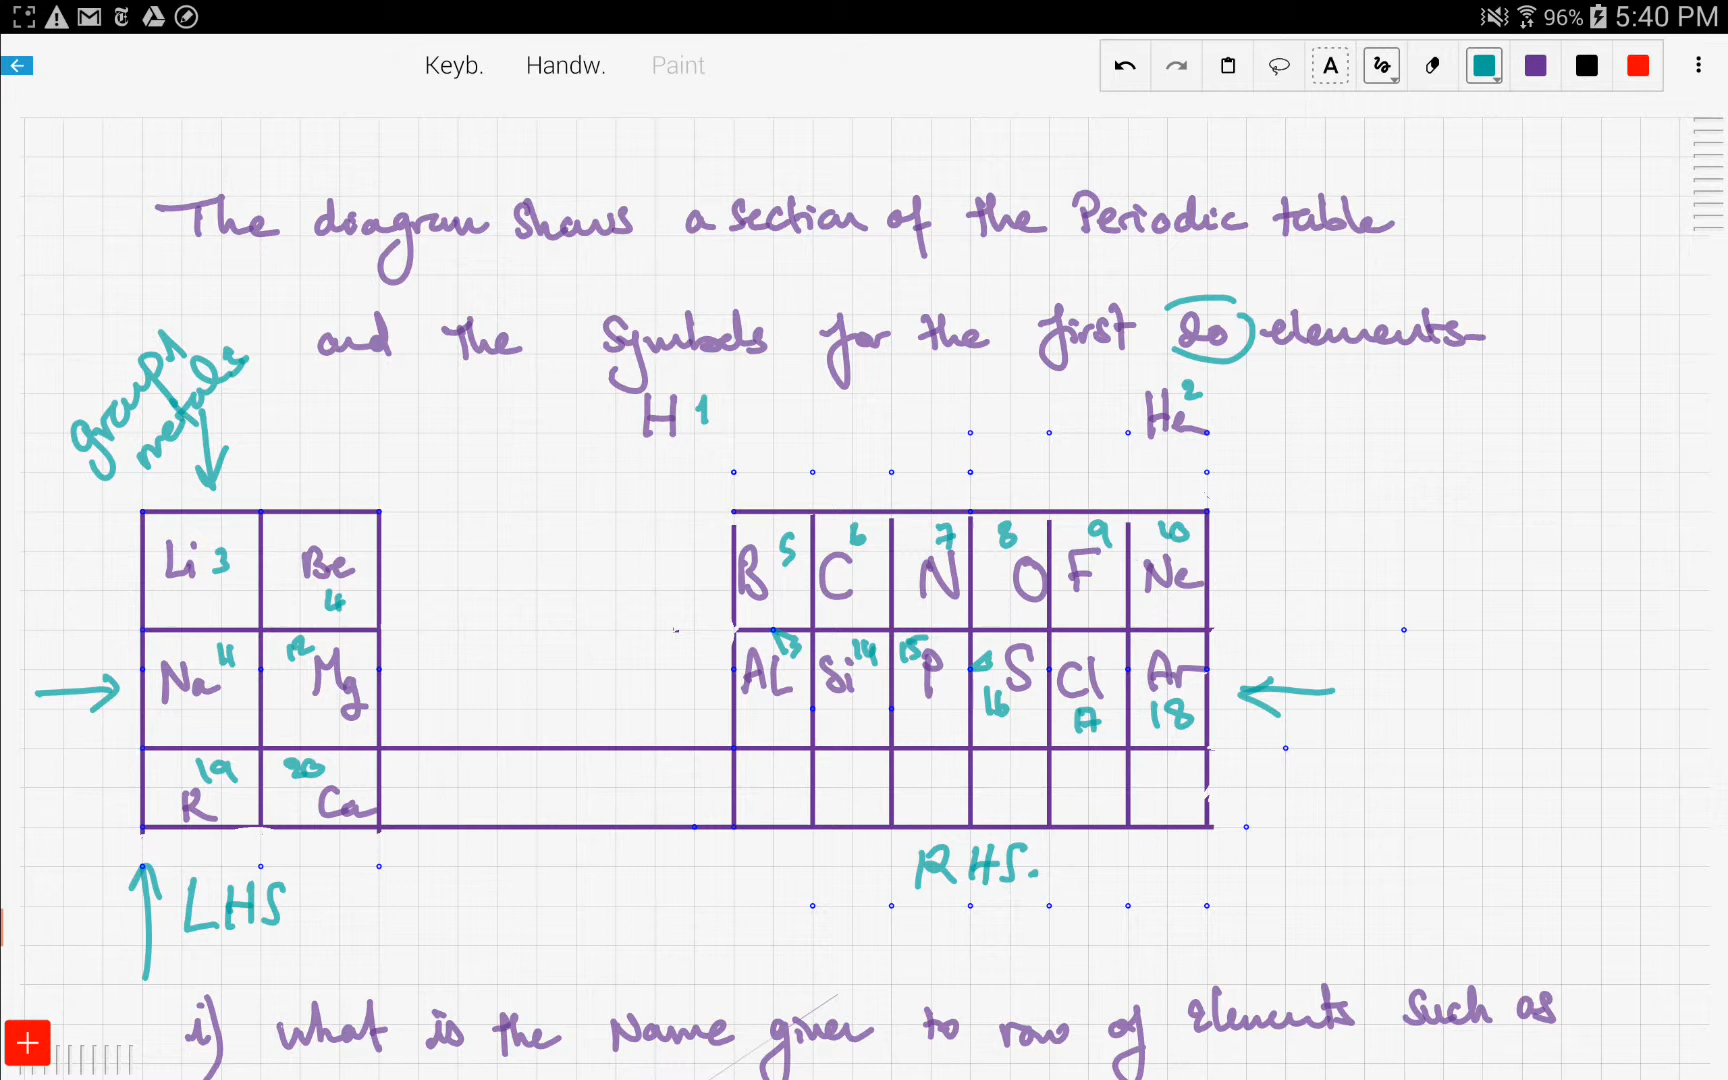 96% 5:40 PM
Keyb. Handw. Paint A
The diagram shows a section of the Periodic table
and the Symbols for the first 20 elements
group 1 metals
H 1 He 2
Li 3 Be 4 B 5 C 6 N 7 O 8 F 9 Ne 10
Na 11 12 Mg AL 13 Si 14 15 P 16 S Cl 17 Ar 18
19 K 20 Ca
RHS.
LHS
i) what is the Name given to row of Elements such as